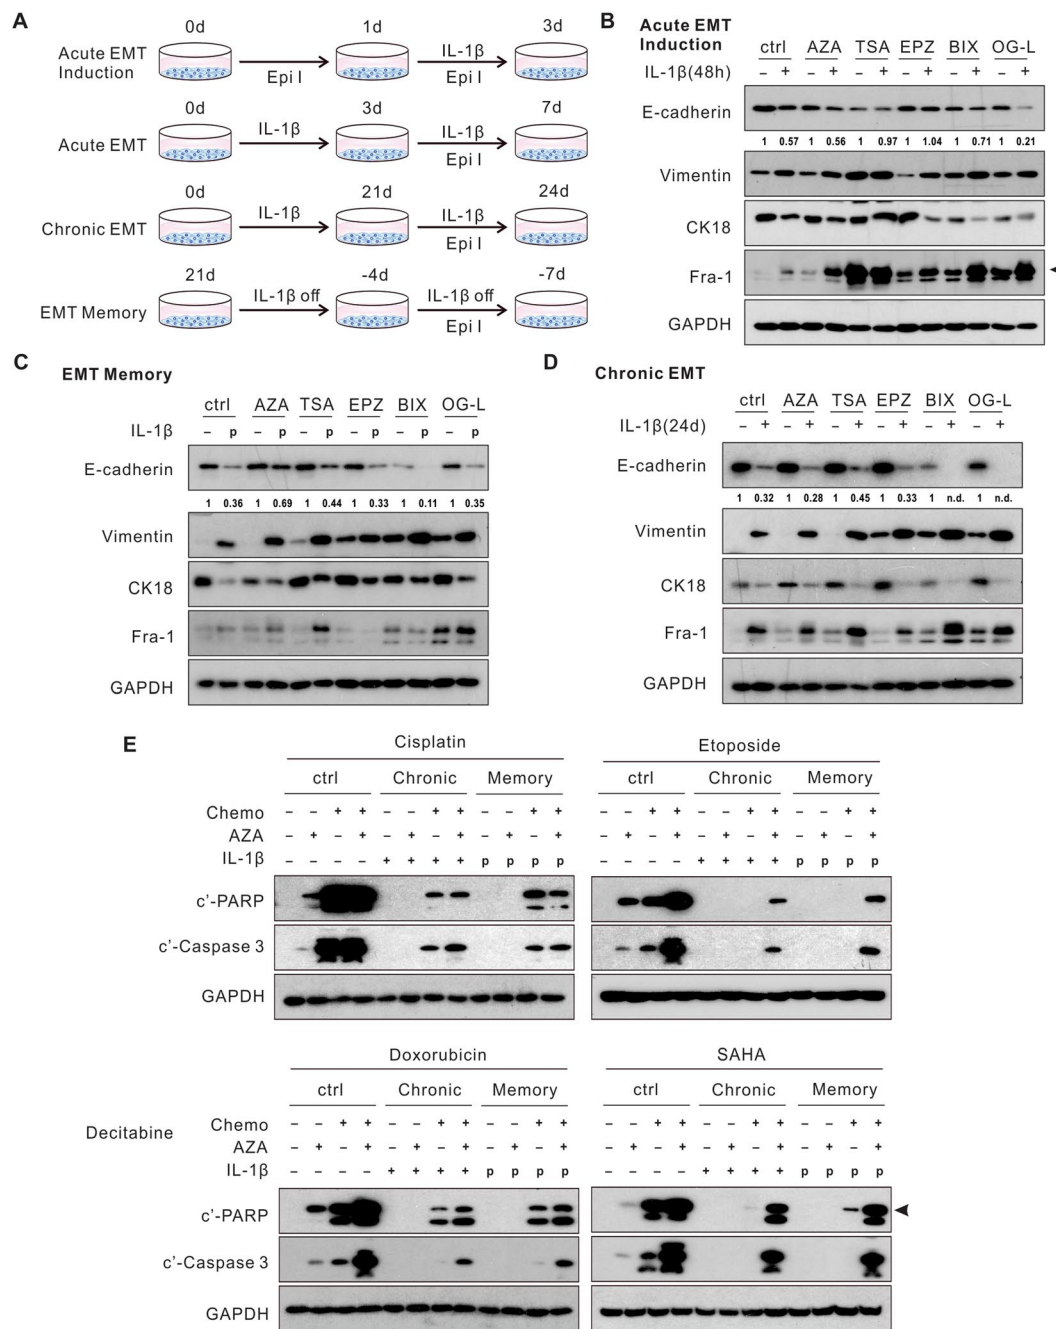 A
0d 1d 3d
Acute EMT Induction
Epi I
IL-1β
Epi I
0d 3d 7d
Acute EMT
IL-1β
IL-1β
Epi I
0d 21d 24d
Chronic EMT
IL-1β
IL-1β
Epi I
21d -4d -7d
EMT Memory
IL-1β off
IL-1β off
Epi I
B
Acute EMT
Induction
ctrl AZA TSA EPZ BIX OG-L
IL-1β(48h) – + – + – + – + – + – +
E-cadherin
1 0.57 1 0.56 1 0.97 1 1.04 1 0.71 1 0.21
Vimentin
CK18
Fra-1
GAPDH
C
EMT Memory
ctrl AZA TSA EPZ BIX OG-L
IL-1β – p – p – p – p – p – p
E-cadherin
1 0.36 1 0.69 1 0.44 1 0.33 1 0.11 1 0.35
Vimentin
CK18
Fra-1
GAPDH
D
Chronic EMT
ctrl AZA TSA EPZ BIX OG-L
IL-1β(24d) – + – + – + – + – + – +
E-cadherin
1 0.32 1 0.28 1 0.45 1 0.33 1 n.d. 1 n.d.
Vimentin
CK18
Fra-1
GAPDH
E
Cisplatin
ctrl Chronic Memory
Chemo – – + + – – + + – – + +
AZA – + – + – + – + – + – +
IL-1β – – – – + + + + p p p p
c'-PARP
c'-Caspase 3
GAPDH
Etoposide
ctrl Chronic Memory
– – + + – – + + – – + +
– + – + – + – + – + – +
– – – – + + + + p p p p
Doxorubicin
ctrl Chronic Memory
Decitabine
Chemo – – + + – – + + – – + +
AZA – + – + – + – + – + – +
IL-1β – – – – + + + + p p p p
c'-PARP
c'-Caspase 3
GAPDH
SAHA
ctrl Chronic Memory
– – + + – – + + – – + +
– + – + – + – + – + – +
– – – – + + + + p p p p